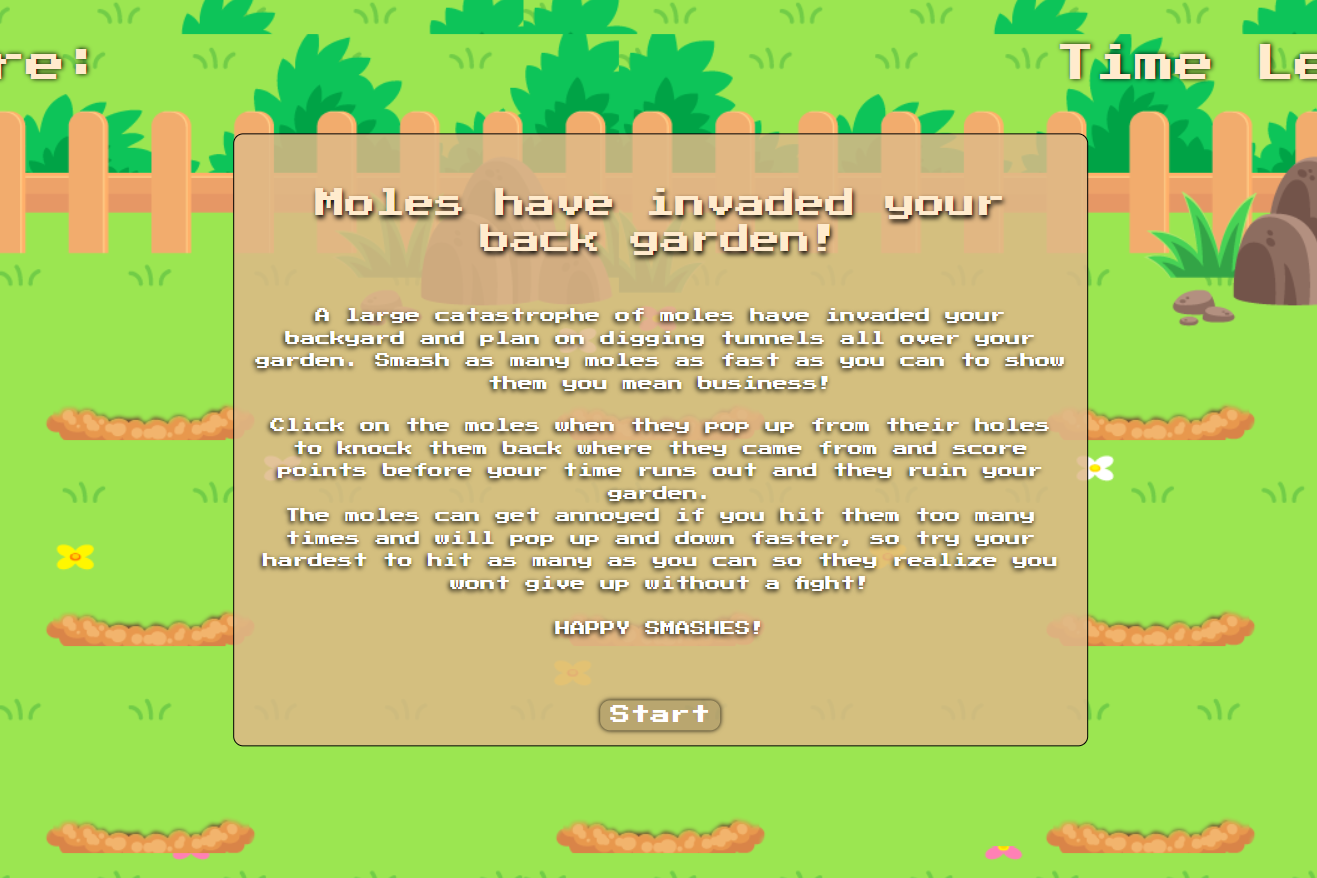 re:
Time Le
Moles have invaded your
back garden!
A large catastrophe of moles have invaded your
backyard and plan on digging tunnels all over your
garden. Smash as many moles as fast as you can to show
them you mean business!
Click on the moles when they pop up from their holes
to knock them back where they came from and score
points before your time runs out and they ruin your
garden.
The moles can get annoyed if you hit them too many
times and will pop up and down faster, so try your
hardest to hit as many as you can so they realize you
wont give up without a fight!
HAPPY SMASHES!
Start